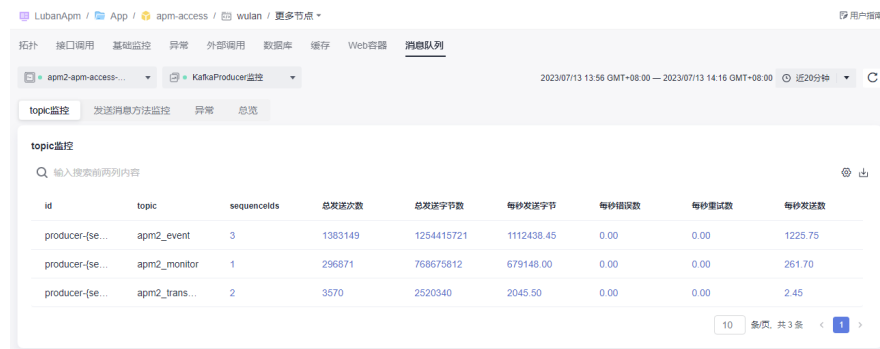 LubanApm / App / apm-access / wulan / 更多节点
用户指南
拓扑 接口调用 基础监控 异常 外部调用 数据库 缓存 Web容器 消息队列
apm2-apm-access-... KafkaProducer监控 2023/07/13 13:56 GMT+08:00 — 2023/07/13 14:16 GMT+08:00 近20分钟
topic监控 发送消息方法监控 异常 总览
topic监控
输入搜索前两列内容
id topic sequenceIds 总发送次数 总发送字节数 每秒发送字节 每秒错误数 每秒重试数 每秒发送数
producer-{se... apm2_event 3 1383149 1254415721 1112438.45 0.00 0.00 1225.75
producer-{se... apm2_monitor 1 296871 768675812 679148.00 0.00 0.00 261.70
producer-{se... apm2_trans... 2 3570 2520340 2045.50 0.00 0.00 2.45
10 条/页, 共 3 条 < 1 >